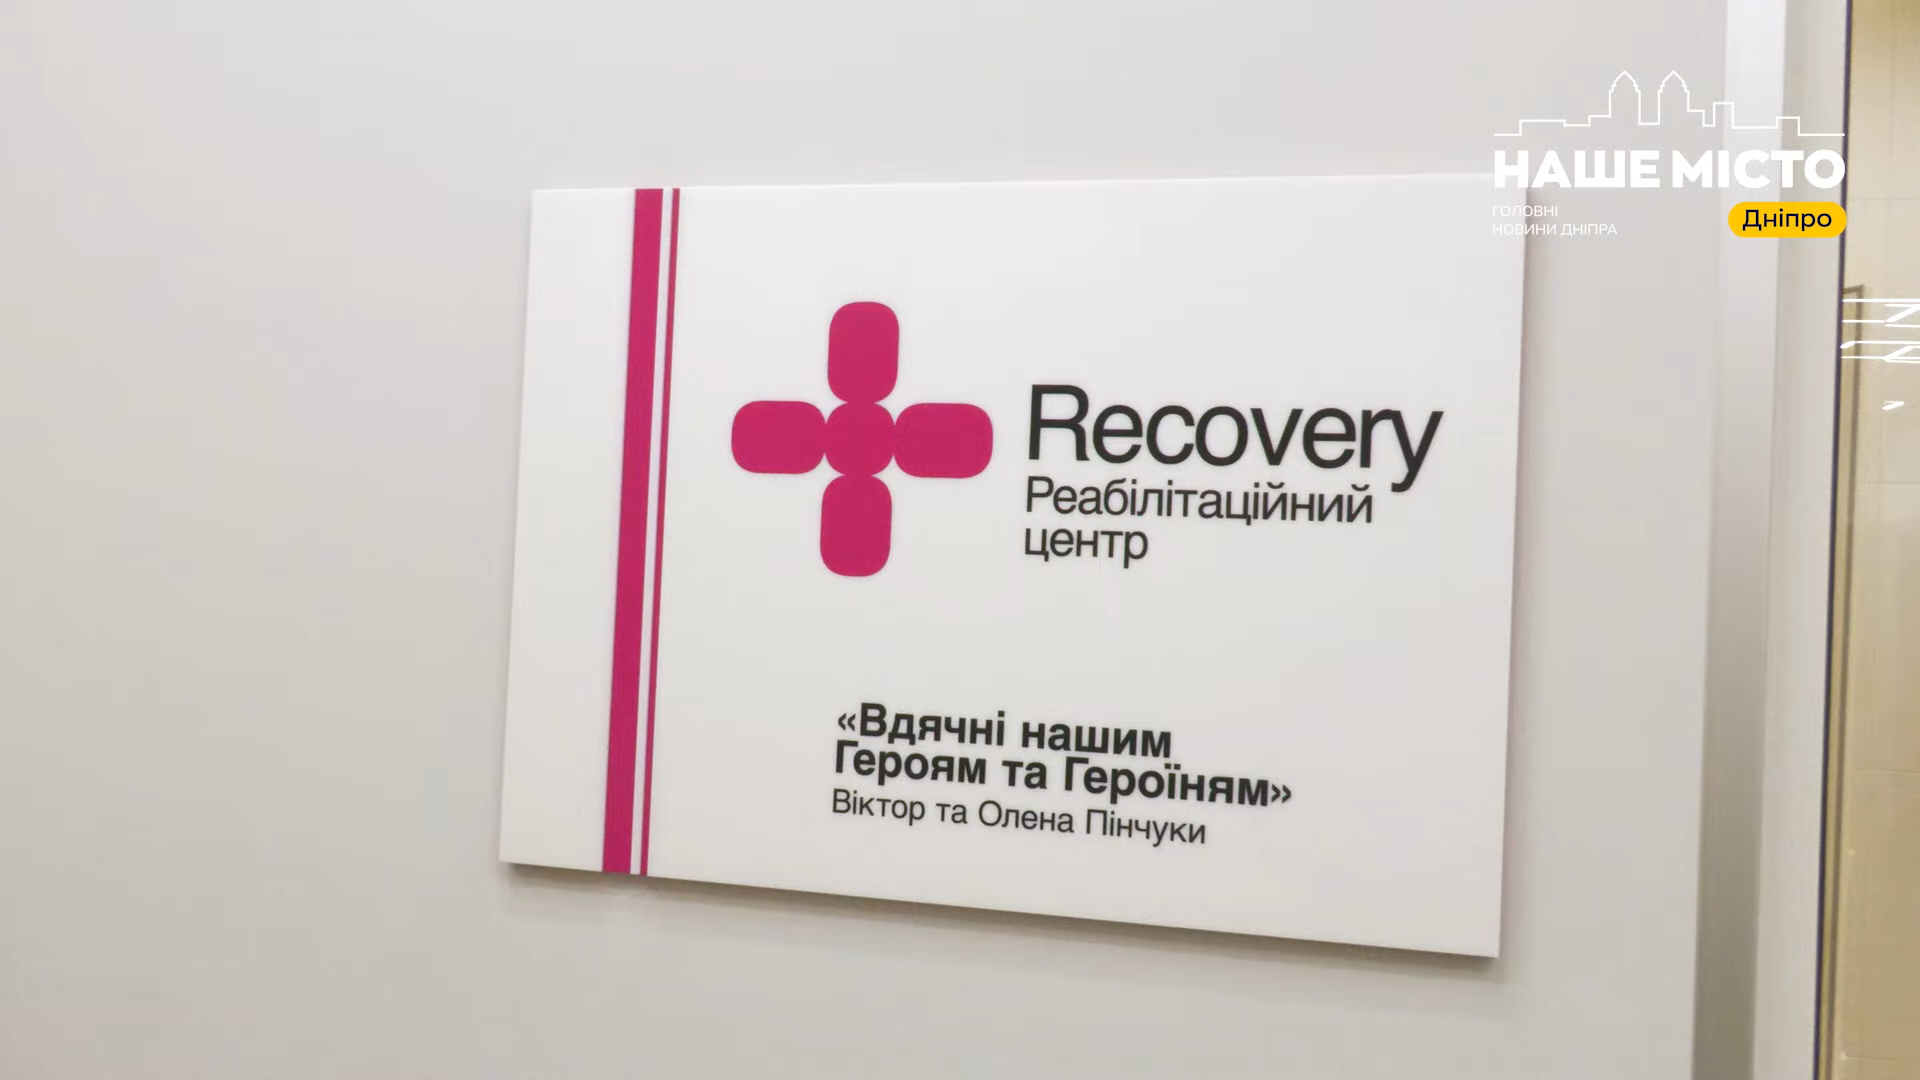 НАШЕ МІСТО
ГОЛОВНІ
НОВИНИ ДНІПРА
Дніпро
Recovery
Реабілітаційний
центр
«Вдячні нашим
Героям та Героїням»
Віктор та Олена Пінчуки